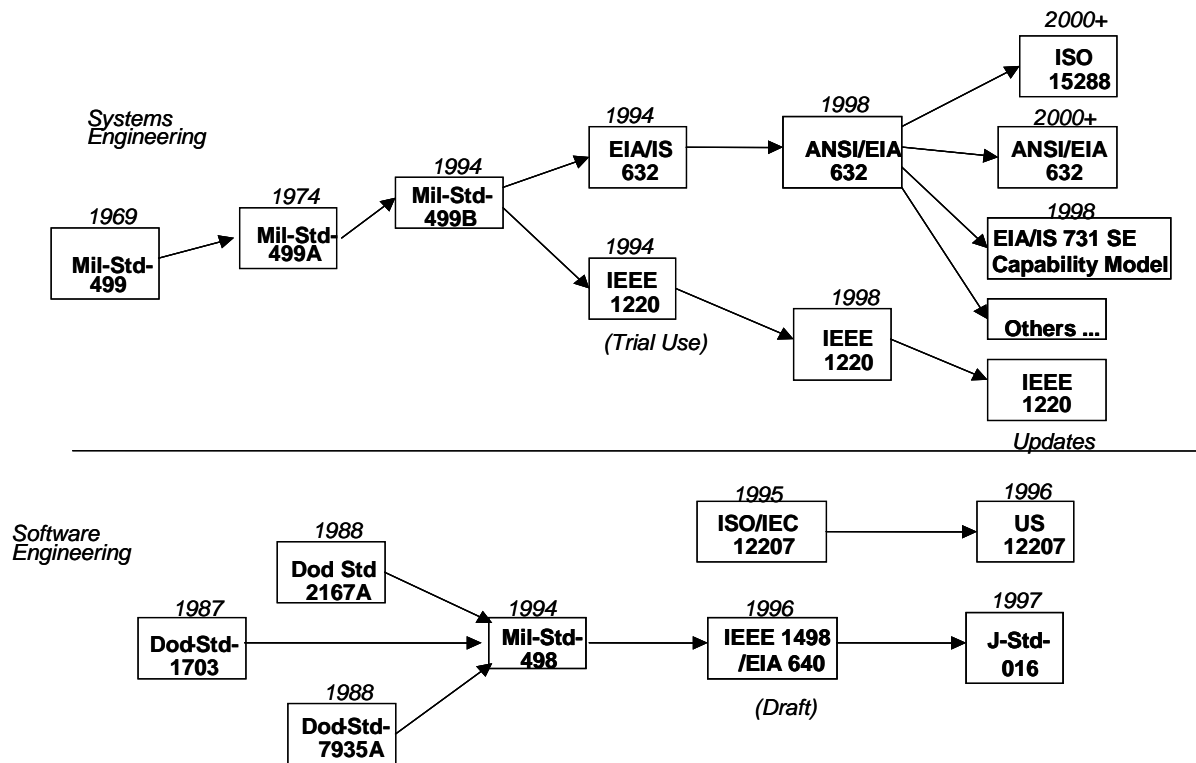 Systems
Engineering
1969
Mil-Std-
499
1974
Mil-Std-
499A
1994
Mil-Std-
499B
1994
EIA/IS
632
1994
IEEE
1220
(Trial Use)
1998
ANSI/EIA
632
1998
IEEE
1220
2000+
ISO
15288
2000+
ANSI/EIA
632
1998
EIA/IS 731 SE
Capability Model
Others ...
IEEE
1220
Updates
Software
Engineering
1987
Dod-Std-
1703
1988
Dod Std
2167A
1988
Dod-Std-
7935A
1994
Mil-Std-
498
1995
ISO/IEC
12207
1996
US
12207
1996
IEEE 1498
/EIA 640
(Draft)
1997
J-Std-
016